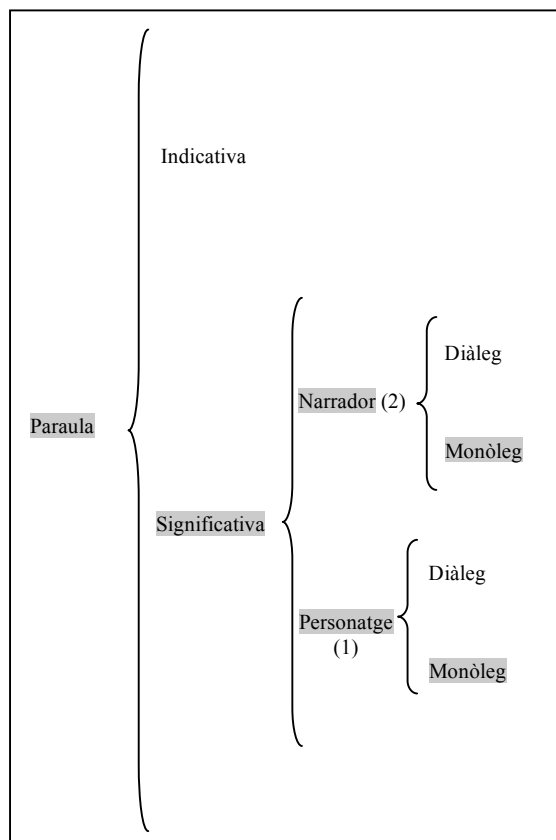 Indicativa
Diàleg
Narrador (2)
Paraula
Monòleg
Significativa
Diàleg
Personatge
(1)
Monòleg